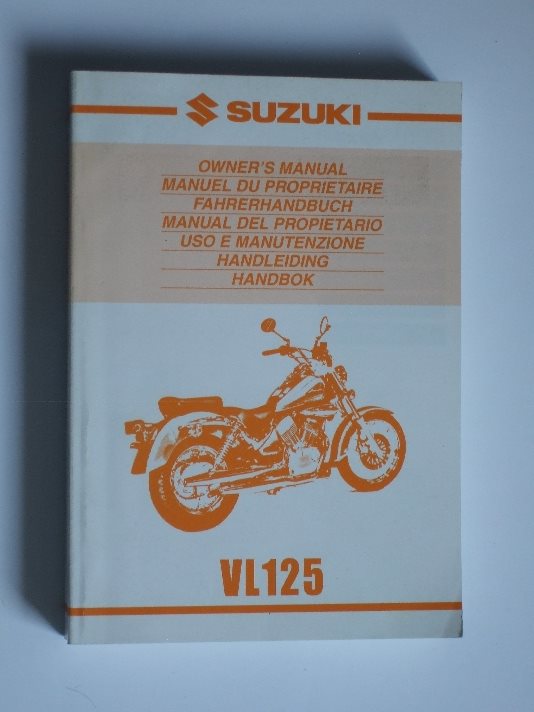 SUZUKI
OWNER'S MANUAL
MANUEL DU PROPRIETAIRE
FAHRERHANDBUCH
MANUAL DEL PROPIETARIO
USO E MANUTENZIONE
HANDLEIDING
HANDBOK
VL125